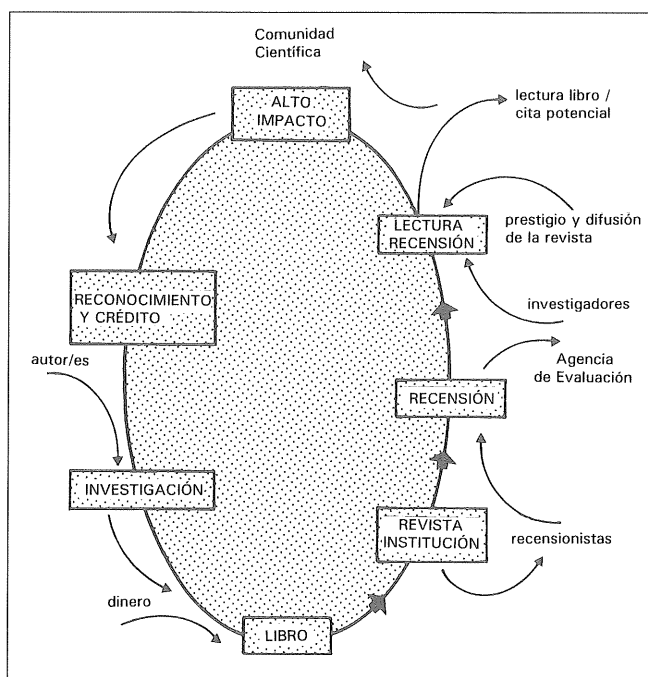 Comunidad
Científica
ALTO
IMPACTO
lectura libro /
cita potencial
LECTURA
RECENSIÓN
prestigio y difusión
de la revista
RECONOCIMIENTO
Y CRÉDITO
investigadores
autor/es
Agencia
de Evaluación
RECENSIÓN
INVESTIGACIÓN
REVISTA
INSTITUCIÓN
recensionistas
dinero
LIBRO